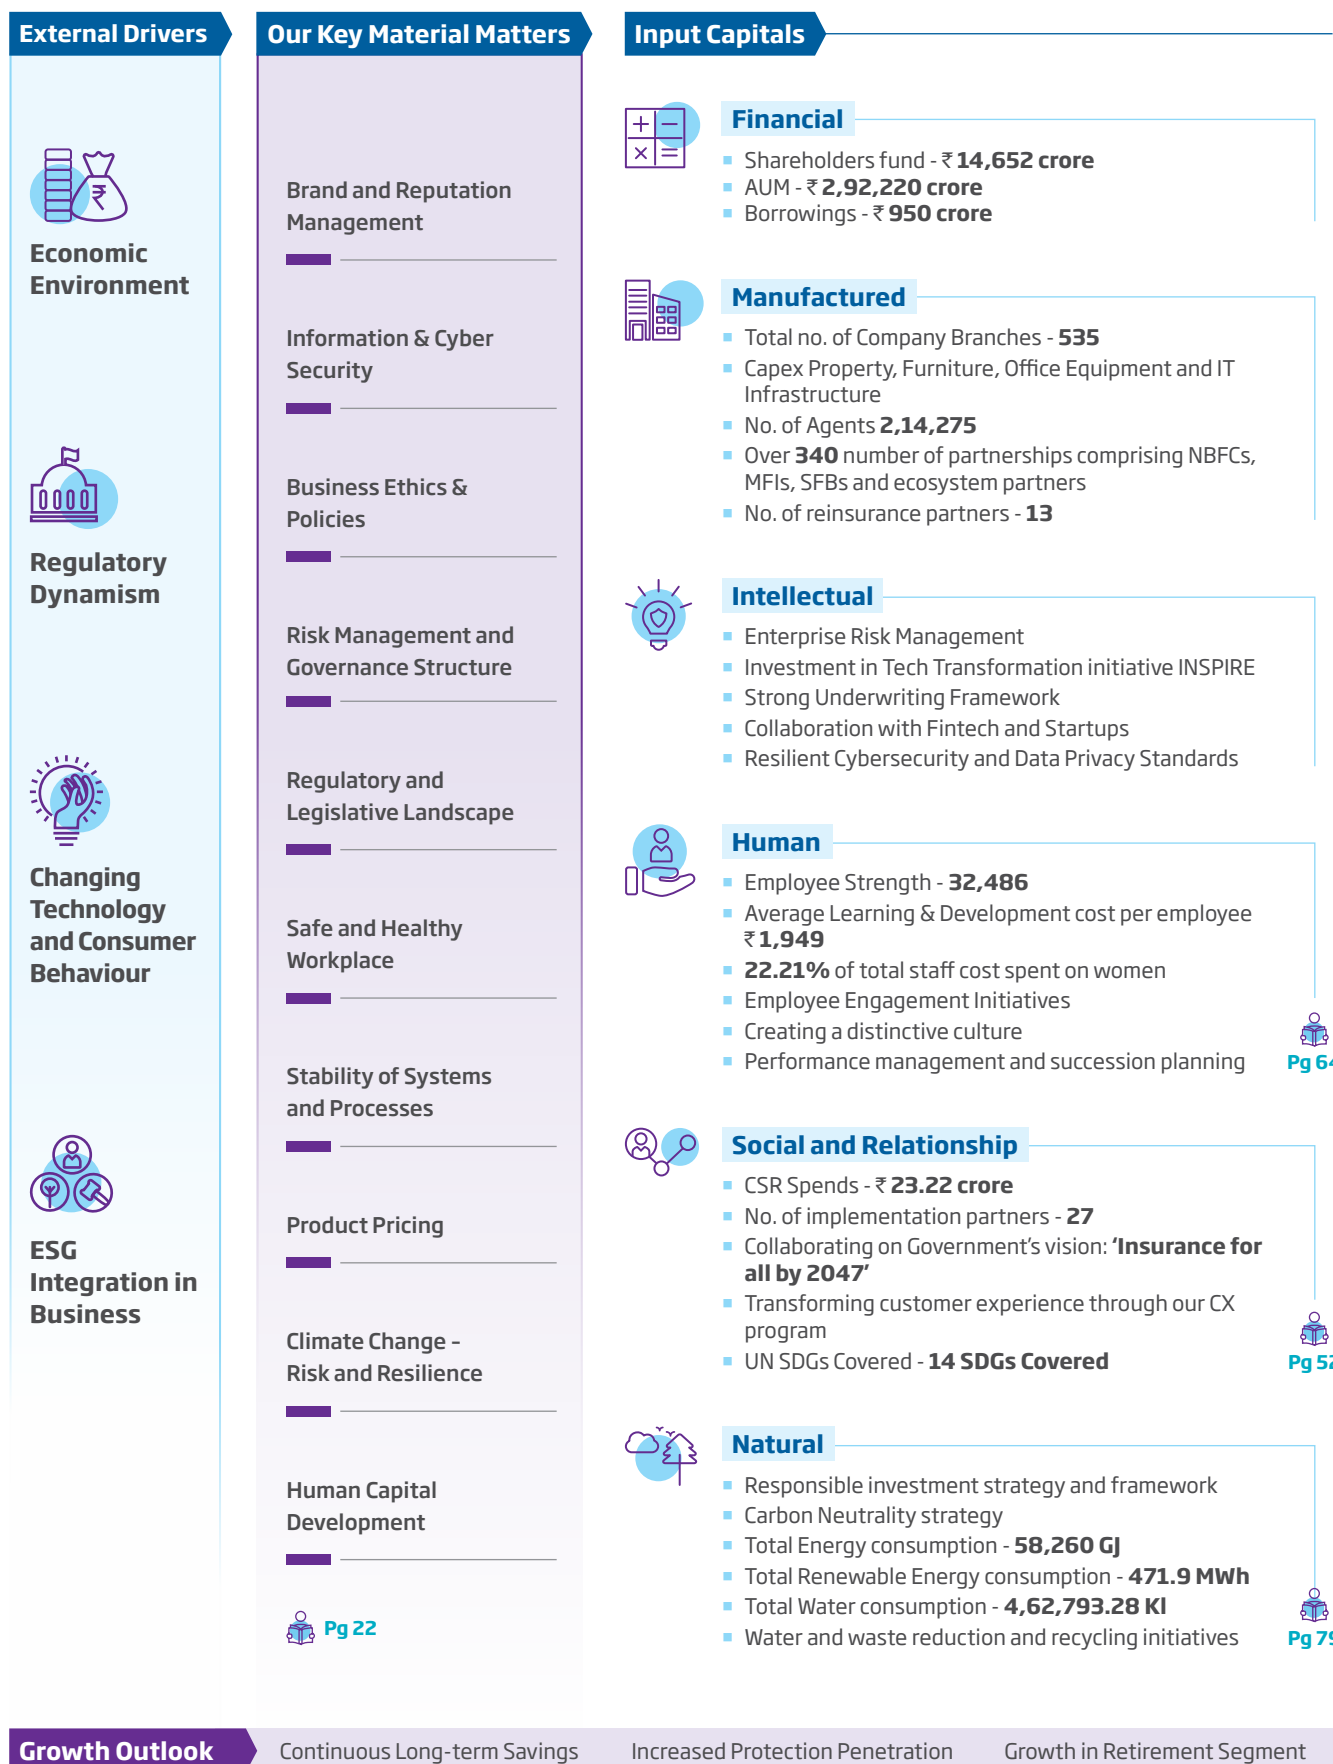 External Drivers
Economic
Environment
Regulatory
Dynamism
Changing
Technology
and Consumer
Behaviour
ESG
Integration in
Business
Our Key Material Matters
Brand and Reputation
Management
Information & Cyber
Security
Business Ethics &
Policies
Risk Management and
Governance Structure
Regulatory and
Legislative Landscape
Safe and Healthy
Workplace
Stability of Systems
and Processes
Product Pricing
Climate Change –
Risk and Resilience
Human Capital
Development
Pg 22
Input Capitals
Financial
Shareholders fund - ₹ 14,652 crore
AUM - ₹ 2,92,220 crore
Borrowings - ₹ 950 crore
Manufactured
Total no. of Company Branches - 535
Capex Property, Furniture, Office Equipment and IT
Infrastructure
No. of Agents 2,14,275
Over 340 number of partnerships comprising NBFCs,
MFIs, SFBs and ecosystem partners
No. of reinsurance partners - 13
Intellectual
Enterprise Risk Management
Investment in Tech Transformation initiative INSPIRE
Strong Underwriting Framework
Collaboration with Fintech and Startups
Resilient Cybersecurity and Data Privacy Standards
Human
Employee Strength - 32,486
Average Learning & Development cost per employee
₹ 1,949
22.21% of total staff cost spent on women
Employee Engagement Initiatives
Creating a distinctive culture
Performance management and succession planning
Pg 64
Social and Relationship
CSR Spends - ₹ 23.22 crore
No. of implementation partners - 27
Collaborating on Government's vision: ‘Insurance for
all by 2047’
Transforming customer experience through our CX
program
UN SDGs Covered - 14 SDGs Covered
Pg 52
Natural
Responsible investment strategy and framework
Carbon Neutrality strategy
Total Energy consumption - 58,260 GJ
Total Renewable Energy consumption - 471.9 MWh
Total Water consumption - 4,62,793.28 Kl
Water and waste reduction and recycling initiatives
Pg 79
Growth Outlook
Continuous Long-term Savings
Increased Protection Penetration
Growth in Retirement Segment